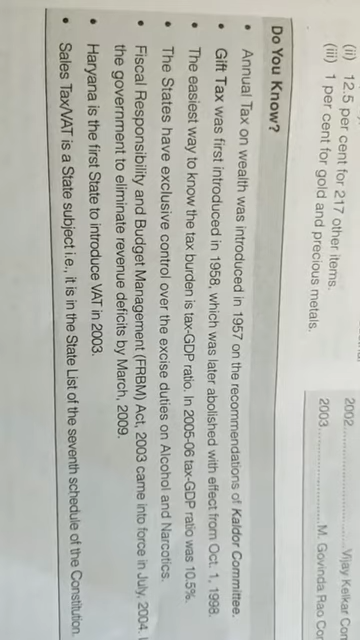 (ii) 12.5 per cent for 217 other items.
(iii) 1 per cent for gold and precious metals.
2002.................... Vijay Kelkar
2003.................... M. Govinda Rao
Do You Know?
• Annual Tax on wealth was introduced in 1957 on the recommendations of Kaldor Committee.
• Gift Tax was first introduced in 1958, which was later abolished with effect from Oct. 1, 1998.
• The easiest way to know the tax burden is tax-GDP ratio. In 2005-06 tax-GDP ratio was 10.5%.
• The States have exclusive control over the excise duties on Alcohol and Narcotics.
• Fiscal Responsibility and Budget Management (FRBM) Act, 2003 came into force in July, 2004.
the government to eliminate revenue deficits by March, 2009.
• Haryana is the first State to introduce VAT in 2003.
• Sales Tax/VAT is a State subject i.e., it is in the State List of the seventh schedule of the Constitution.